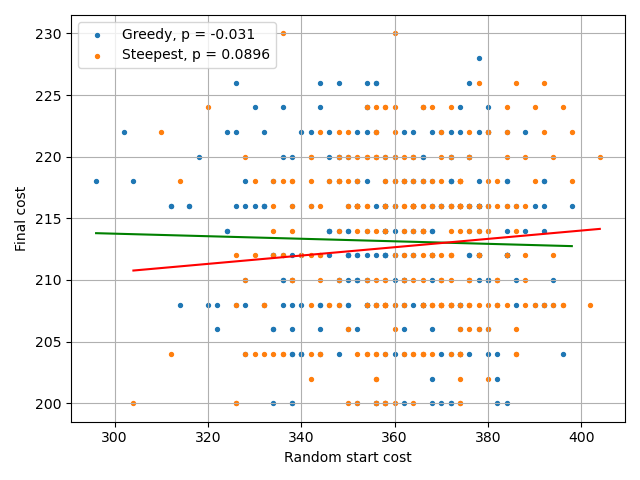 Greedy, p = -0.031
Steepest, p = 0.0896
Final cost
230
225
220
215
210
205
200
300 320 340 360 380 400
Random start cost